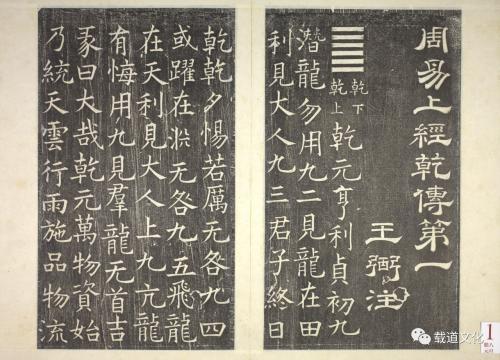 周易上經乾傳第一
王弼注
乾下
乾上
乾元亨利貞初九
潛龍勿用九二見龍在田
利見大人九三君子終日
乾乾夕惕若厲无咎九四
或躍在淵无咎九五飛龍
在天利見大人上九亢龍
有悔用九見羣龍无首吉
彖曰大哉乾元萬物資始
乃統天雲行雨施品物流
载道文化
1